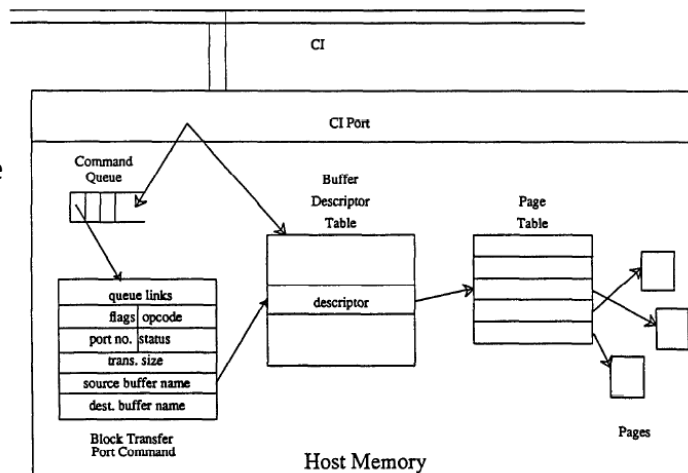 CI
CI Port
e
Command
Queue
Buffer
Descriptor
Table
Page
Table
queue links
flags opcode
port no. status
trans. size
source buffer name
dest. buffer name
descriptor
Block Transfer
Port Command
Pages
Host Memory